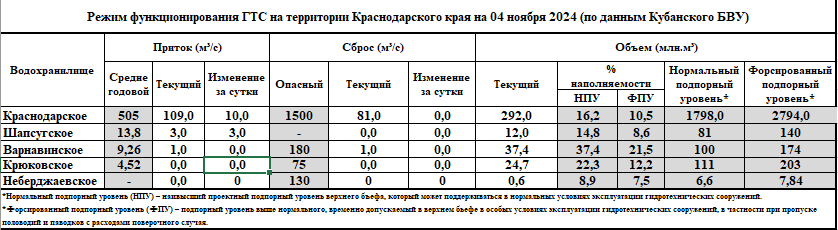 Режим функционирования ГТС на территории Краснодарского края на 04 ноября 2024 (по данным Кубанского БВУ)
Водохранилище Приток (м³/с) Сброс (м³/с) Объем (млн.м³)
Средне годовой Текущий Изменение за сутки Опасный Текущий Изменение за сутки Текущий % наполняемости Нормальный подпорный уровень* Форсированный подпорный уровень*
НПУ ФПУ
Краснодарское 505 109,0 10,0 1500 81,0 0,0 292,0 16,2 10,5 1798,0 2794,0
Шапсугское 13,8 3,0 3,0 - 0,0 0,0 12,0 14,8 8,6 81 140
Варнавинское 9,26 1,0 0,0 180 1,0 0,0 37,4 37,4 21,5 100 174
Крюковское 4,52 0,0 0,0 75 0,0 0,0 24,7 22,3 12,2 111 203
Неберджаевское - 0,0 0 130 0 0 0,6 8,9 7,5 6,6 7,84
*Нормальный подпорный уровень (НПУ) – наивысший проектный подпорный уровень верхнего бьефа, который может поддерживаться в нормальных условиях эксплуатации гидротехнических сооружений.
*Форсированный подпорный уровень (ФПУ) – подпорный уровень выше нормального, временно допускаемый в верхнем бьефе в особых условиях эксплуатации гидротехнических сооружений, в частности при пропуске
половодий и паводков с расходами поверочного случая.